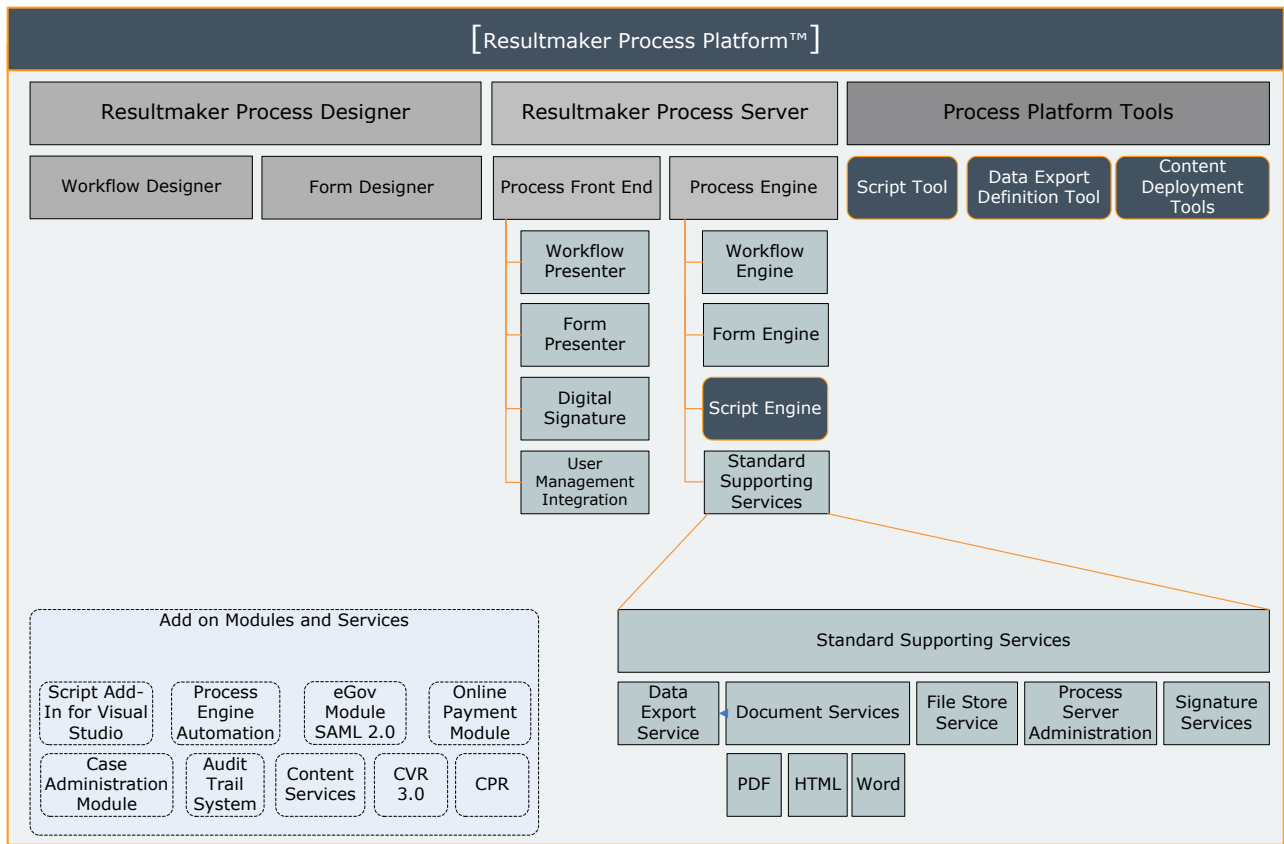 [Resultmaker Process Platform™]
Resultmaker Process Designer
Resultmaker Process Server
Process Platform Tools
Workflow Designer
Form Designer
Process Front End
Process Engine
Script Tool
Data Export
Definition Tool
Content
Deployment
Tools
Workflow
Presenter
Workflow
Engine
Form
Presenter
Form Engine
Digital
Signature
Script Engine
User
Management
Integration
Standard
Supporting
Services
Add on Modules and Services
Script Add-
In for Visual
Studio
Process
Engine
Automation
eGov
Module
SAML 2.0
Online
Payment
Module
Case
Administration
Module
Audit
Trail
System
Content
Services
CVR
3.0
CPR
Standard Supporting Services
Data
Export
Service
Document Services
File Store
Service
Process
Server
Administration
Signature
Services
PDF
HTML
Word